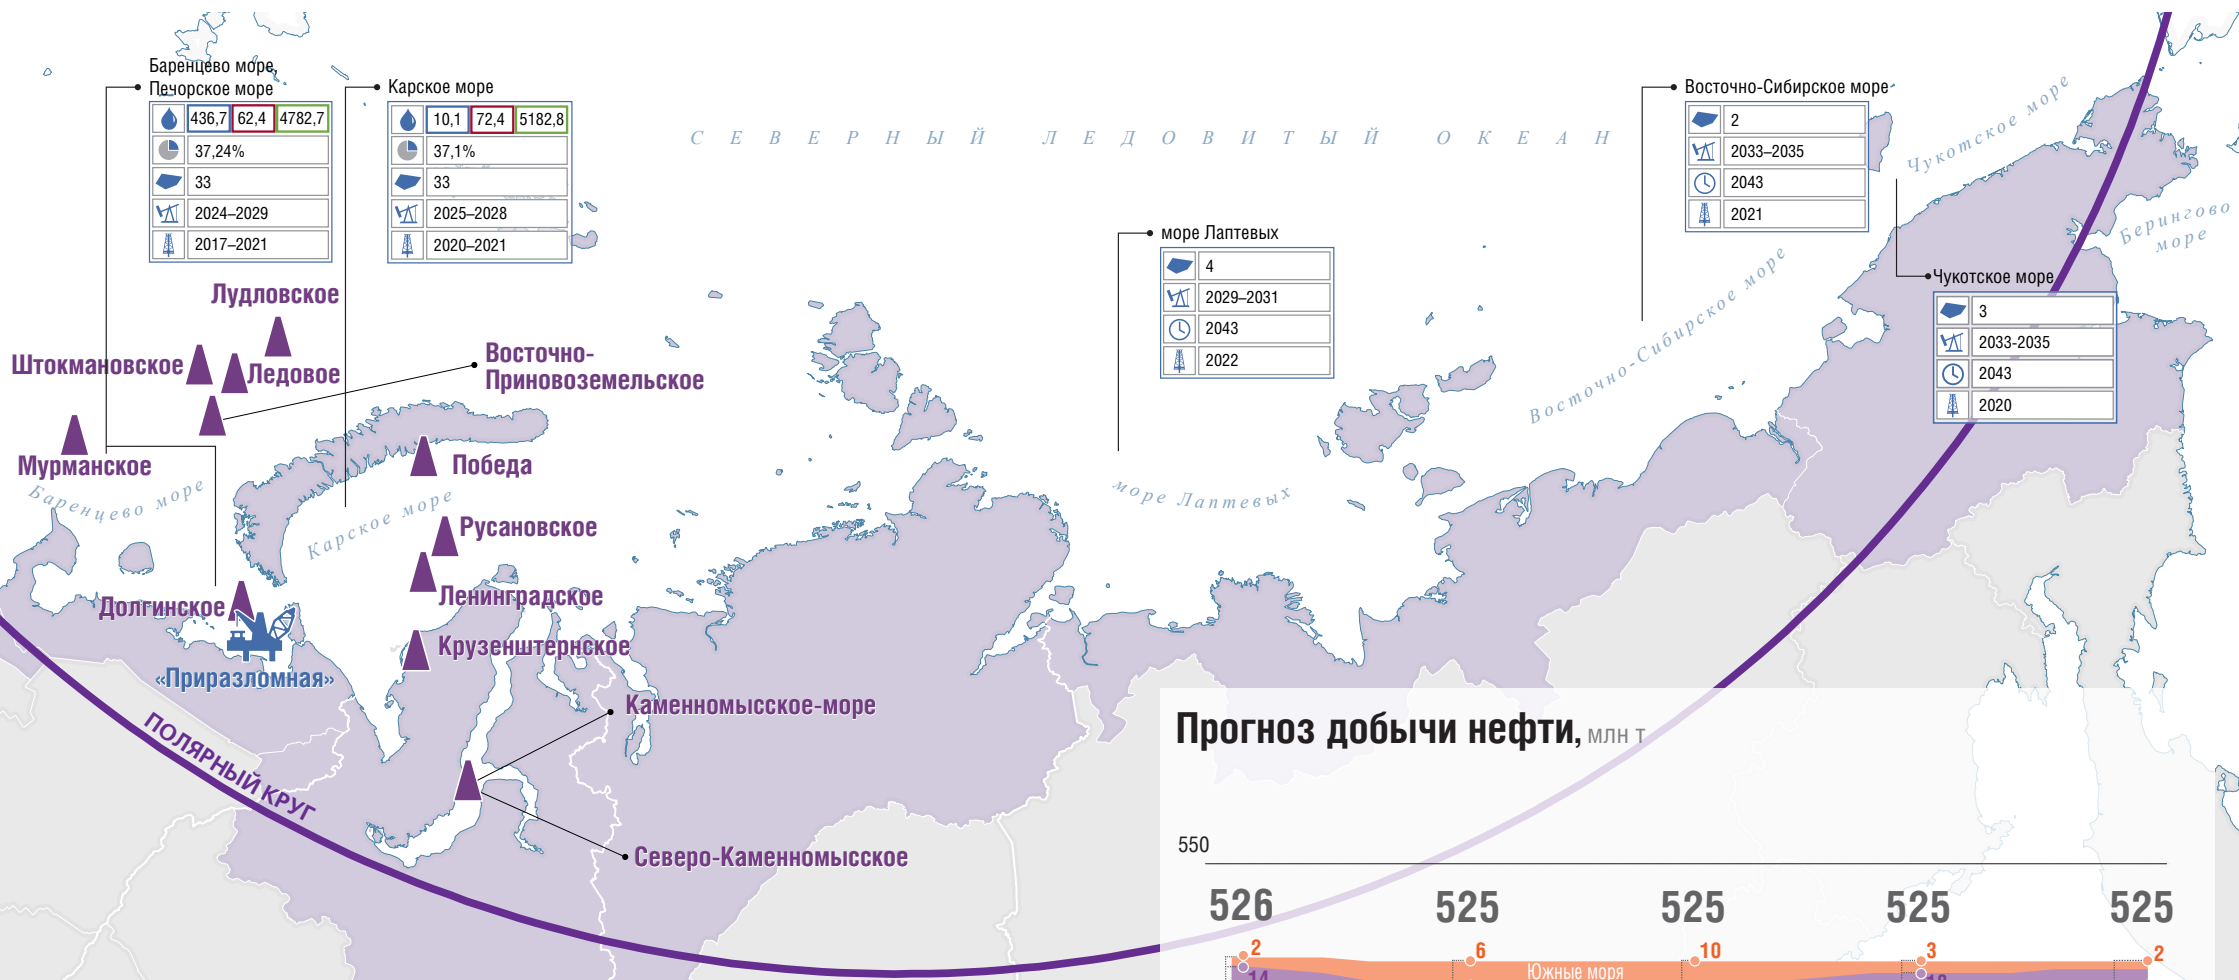 Баренцево море,
Печорское море
436,7 62,4 4782,7
37,24%
33
2024–2029
2017–2021
Карское море
10,1 72,4 5182,8
37,1%
33
2025–2028
2020–2021
СЕВЕРНЫЙ ЛЕДОВИТЫЙ ОКЕАН
Восточно-Сибирское море
2
2033–2035
2043
2021
Чукотское море
Берингово
море
море Лаптевых
4
2029–2031
2043
2022
Чукотское море
3
2033-2035
2043
2020
Восточно-Сибирское море
Лудловское
Штокмановское
Ледовое
Восточно-
Приновоземельское
Мурманское
Победа
Баренцево море
Карское море
море Лаптевых
Русановское
Ленинградское
Долгинское
Крузенштернское
«Приразломная»
Каменномысское-море
ПОЛЯРНЫЙ КРУГ
Северо-Каменномысское
Прогноз добычи нефти, млн т
550
526 525 525 525 525
2 6 10 3 2
14
Южные моря